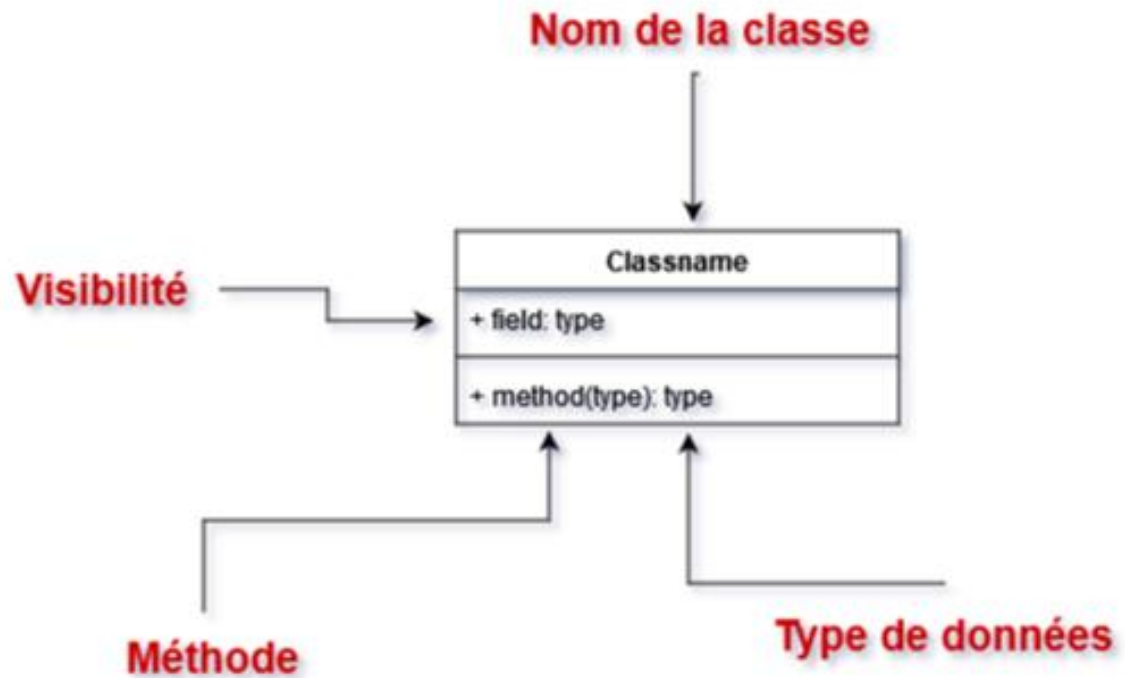 Nom de la classe
Classname
Visibilité
+ field: type
+ method(type): type
Méthode
Type de données